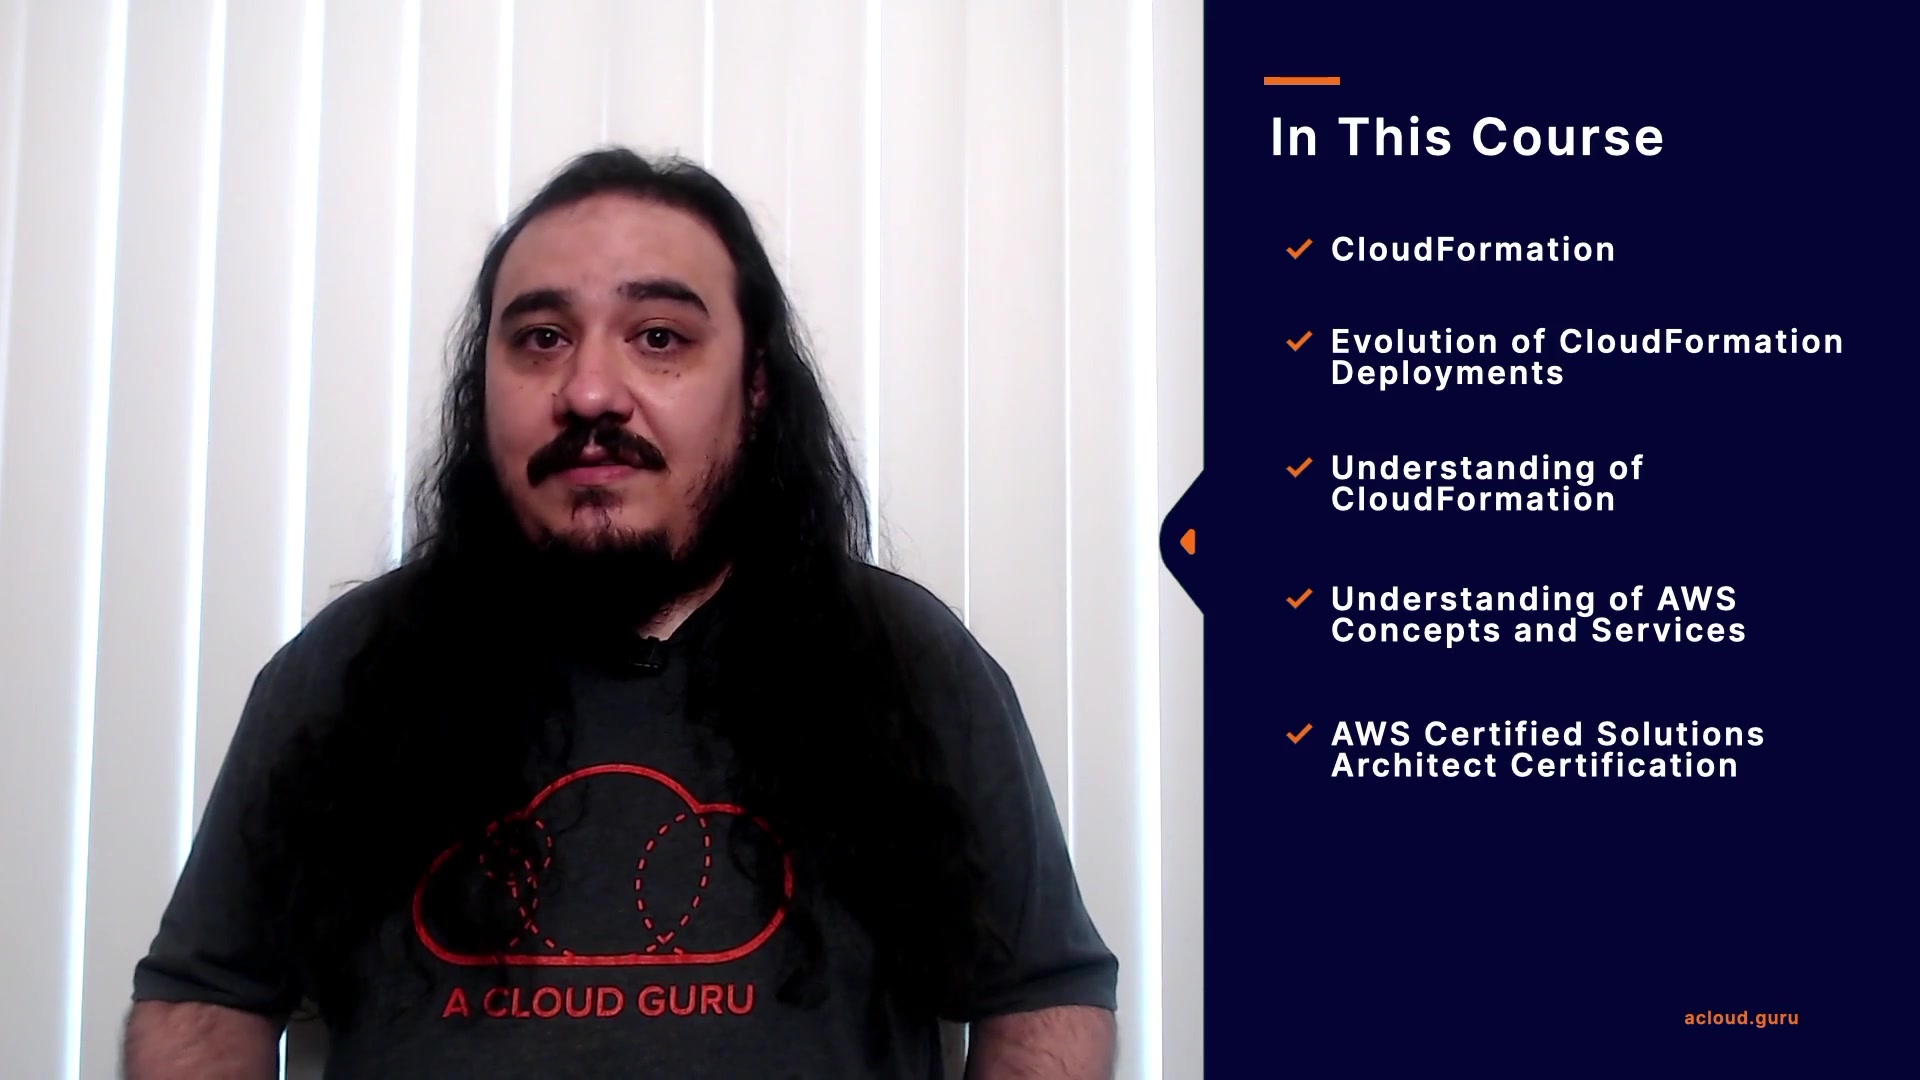 In This Course
CloudFormation
Evolution of CloudFormation
Deployments
Understanding of
CloudFormation
Understanding of AWS
Concepts and Services
AWS Certified Solutions
Architect Certification
A CLOUD GURU
acloud.guru